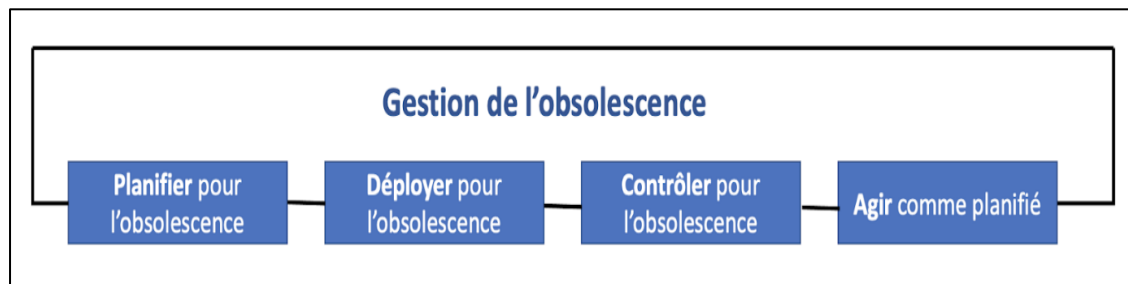 Gestion de l’obsolescence
Planifier pour
l’obsolescence
Déployer pour
l’obsolescence
Contrôler pour
l’obsolescence
Agir comme planifié